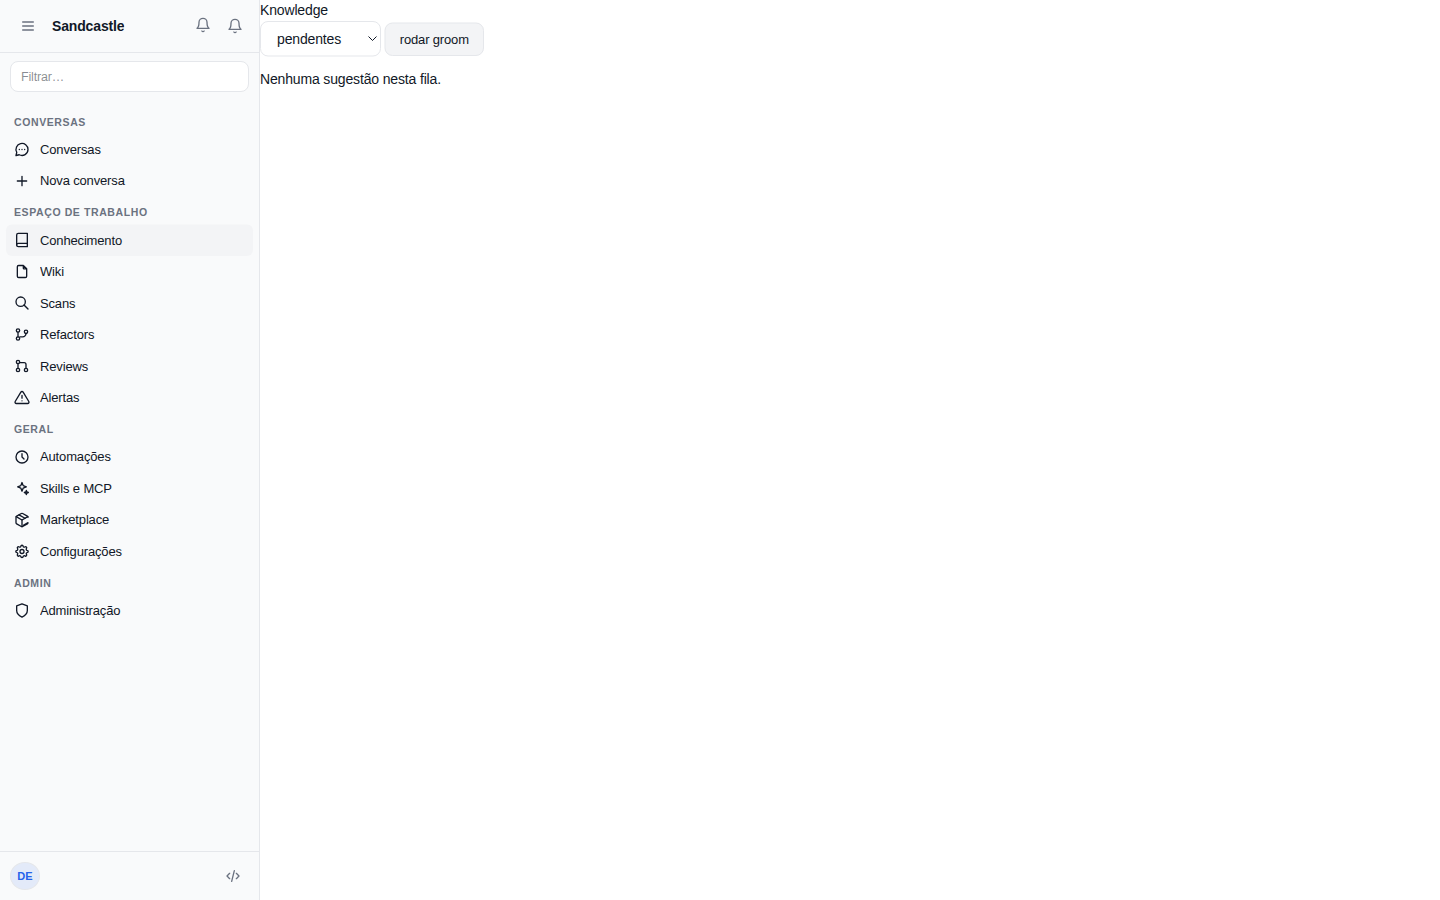 Sandcastle
Filtrar…
CONVERSAS
Conversas
Nova conversa
ESPAÇO DE TRABALHO
Conhecimento
Wiki
Scans
Refactors
Reviews
Alertas
GERAL
Automações
Skills e MCP
Marketplace
Configurações
ADMIN
Administração
DE
Knowledge
pendentes
rodar groom
Nenhuma sugestão nesta fila.